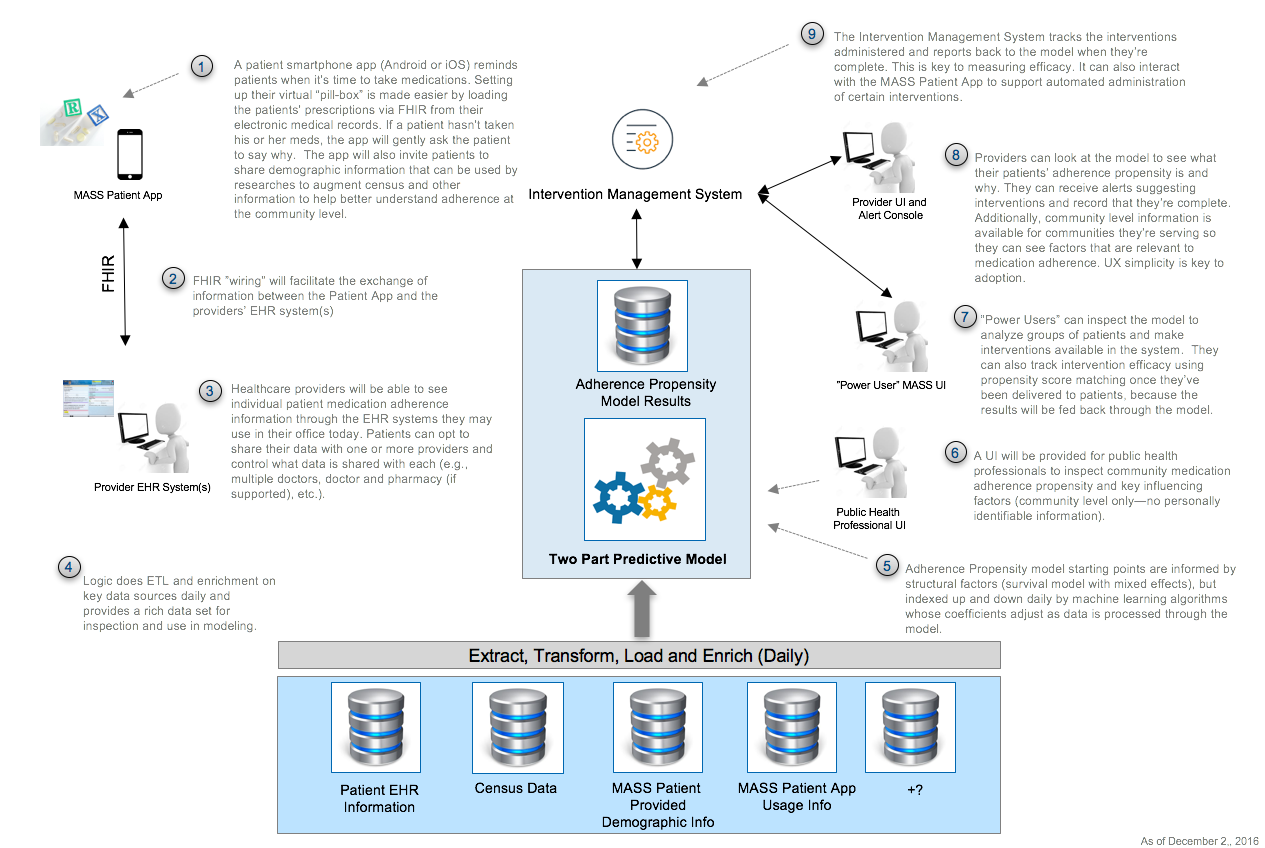 1
A patient smartphone app (Android or iOS) reminds
patients when it's time to take medications. Setting
up their virtual “pill-box” is made easier by loading
the patients' prescriptions via FHIR from their
electronic medical records. If a patient hasn't taken
his or her meds, the app will gently ask the patient
to say why.  The app will also invite patients to
share demographic information that can be used by
researches to augment census and other
information to help better understand adherence at
the community level.
R
X
MASS Patient App
FHIR
2
FHIR ”wiring” will facilitate the exchange of
information between the Patient App and the
providers’ EHR system(s)
3
Healthcare providers will be able to see
individual patient medication adherence
information through the EHR systems they may
use in their office today. Patients can opt to
share their data with one or more providers and
control what data is shared with each (e.g.,
multiple doctors, doctor and pharmacy (if
supported), etc.).
Provider EHR System(s)
4
Logic does ETL and enrichment on
key data sources daily and
provides a rich data set for
inspection and use in modeling.
9
The Intervention Management System tracks the interventions
administered and reports back to the model when they're
complete. This is key to measuring efficacy. It can also interact
with the MASS Patient App to support automated administration
of certain interventions.
Intervention Management System
Provider UI and
Alert Console
8
Providers can look at the model to see what
their patients' adherence propensity is and
why. They can receive alerts suggesting
interventions and record that they're complete.
Additionally, community level information is
available for communities they're serving so
they can see factors that are relevant to
medication adherence. UX simplicity is key to
adoption.
”Power User” MASS UI
7
”Power Users” can inspect the model to
analyze groups of patients and make
interventions available in the system.  They
can also track intervention efficacy using
propensity score matching once they've
been delivered to patients, because the
results will be fed back through the model.
Public Health
Professional UI
6
A UI will be provided for public health
professionals to inspect community medication
adherence propensity and key influencing
factors (community level only—no personally
identifiable information).
5
Adherence Propensity model starting points are informed by
structural factors (survival model with mixed effects), but
indexed up and down daily by machine learning algorithms
whose coefficients adjust as data is processed through the
model.
Adherence Propensity
Model Results
Two Part Predictive Model
Extract, Transform, Load and Enrich (Daily)
Patient EHR
Information
Census Data
MASS Patient
Provided
Demographic Info
MASS Patient App
Usage Info
+?
As of December 2,, 2016